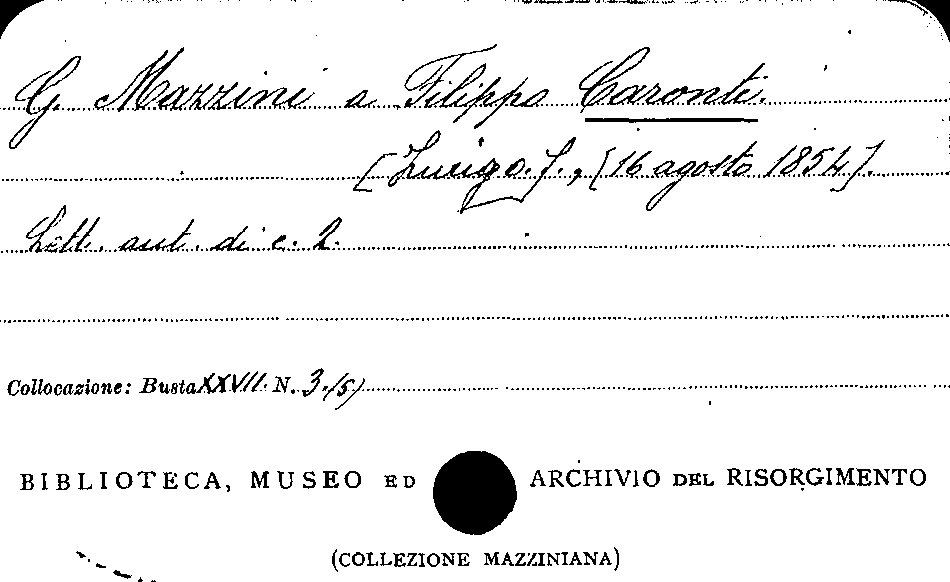 G. Mazzini a Filippo Caronti.
[Zurigo], [16 agosto 1854].
Lett. aut. di c. 2.
Collocazione: Busta XXVII N. 3 (5)
BIBLIOTECA, MUSEO ED ARCHIVIO DEL RISORGIMENTO
(COLLEZIONE MAZZINIANA)